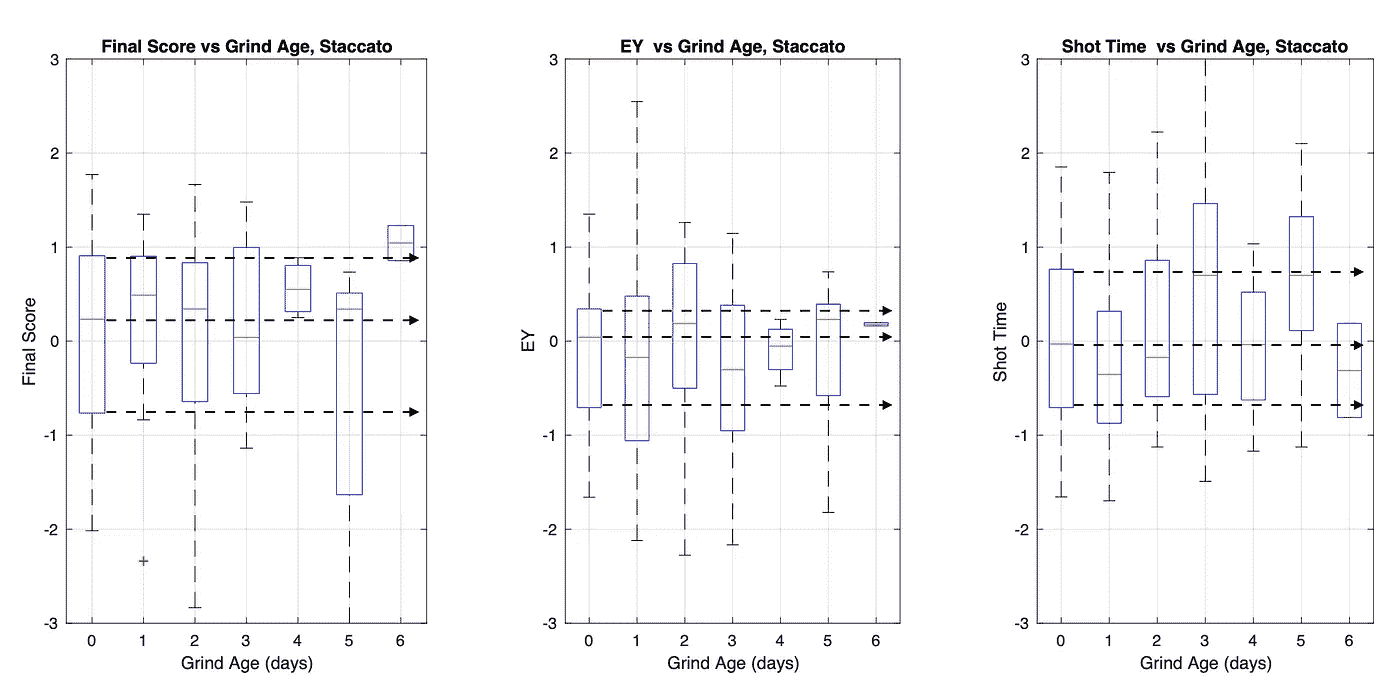 Final Score vs Grind Age, Staccato
3
2
1
0
-1
-2
-3
Final Score
0 1 2 3 4 5 6
Grind Age (days)
EY  vs Grind Age, Staccato
3
2
1
0
-1
-2
-3
EY
0 1 2 3 4 5 6
Grind Age (days)
Shot Time  vs Grind Age, Staccato
3
2
1
0
-1
-2
-3
Shot Time
0 1 2 3 4 5 6
Grind Age (days)